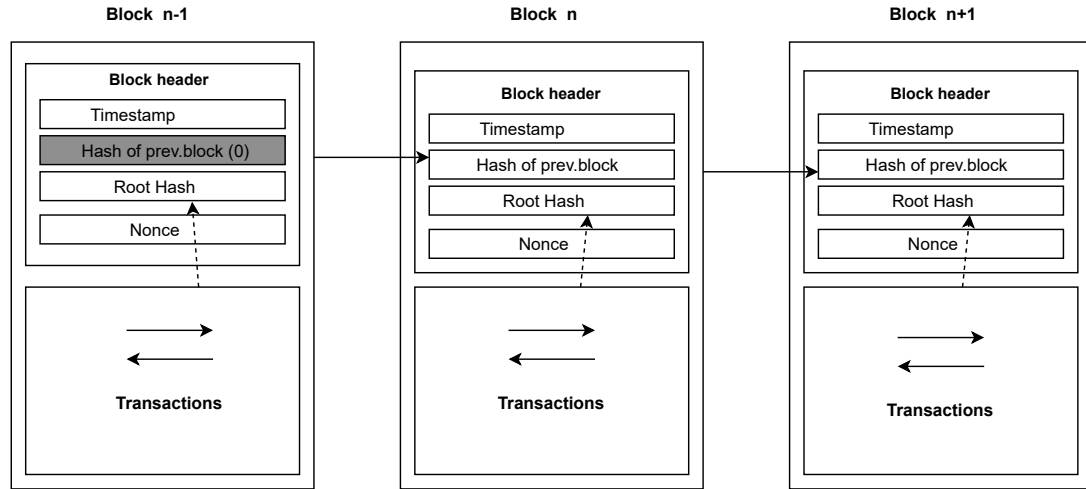 Block n-1
Block header
Timestamp
Hash of prev.block (0)
Root Hash
Nonce
Transactions
Block n
Block header
Timestamp
Hash of prev.block
Root Hash
Nonce
Transactions
Block n+1
Block header
Timestamp
Hash of prev.block
Root Hash
Nonce
Transactions